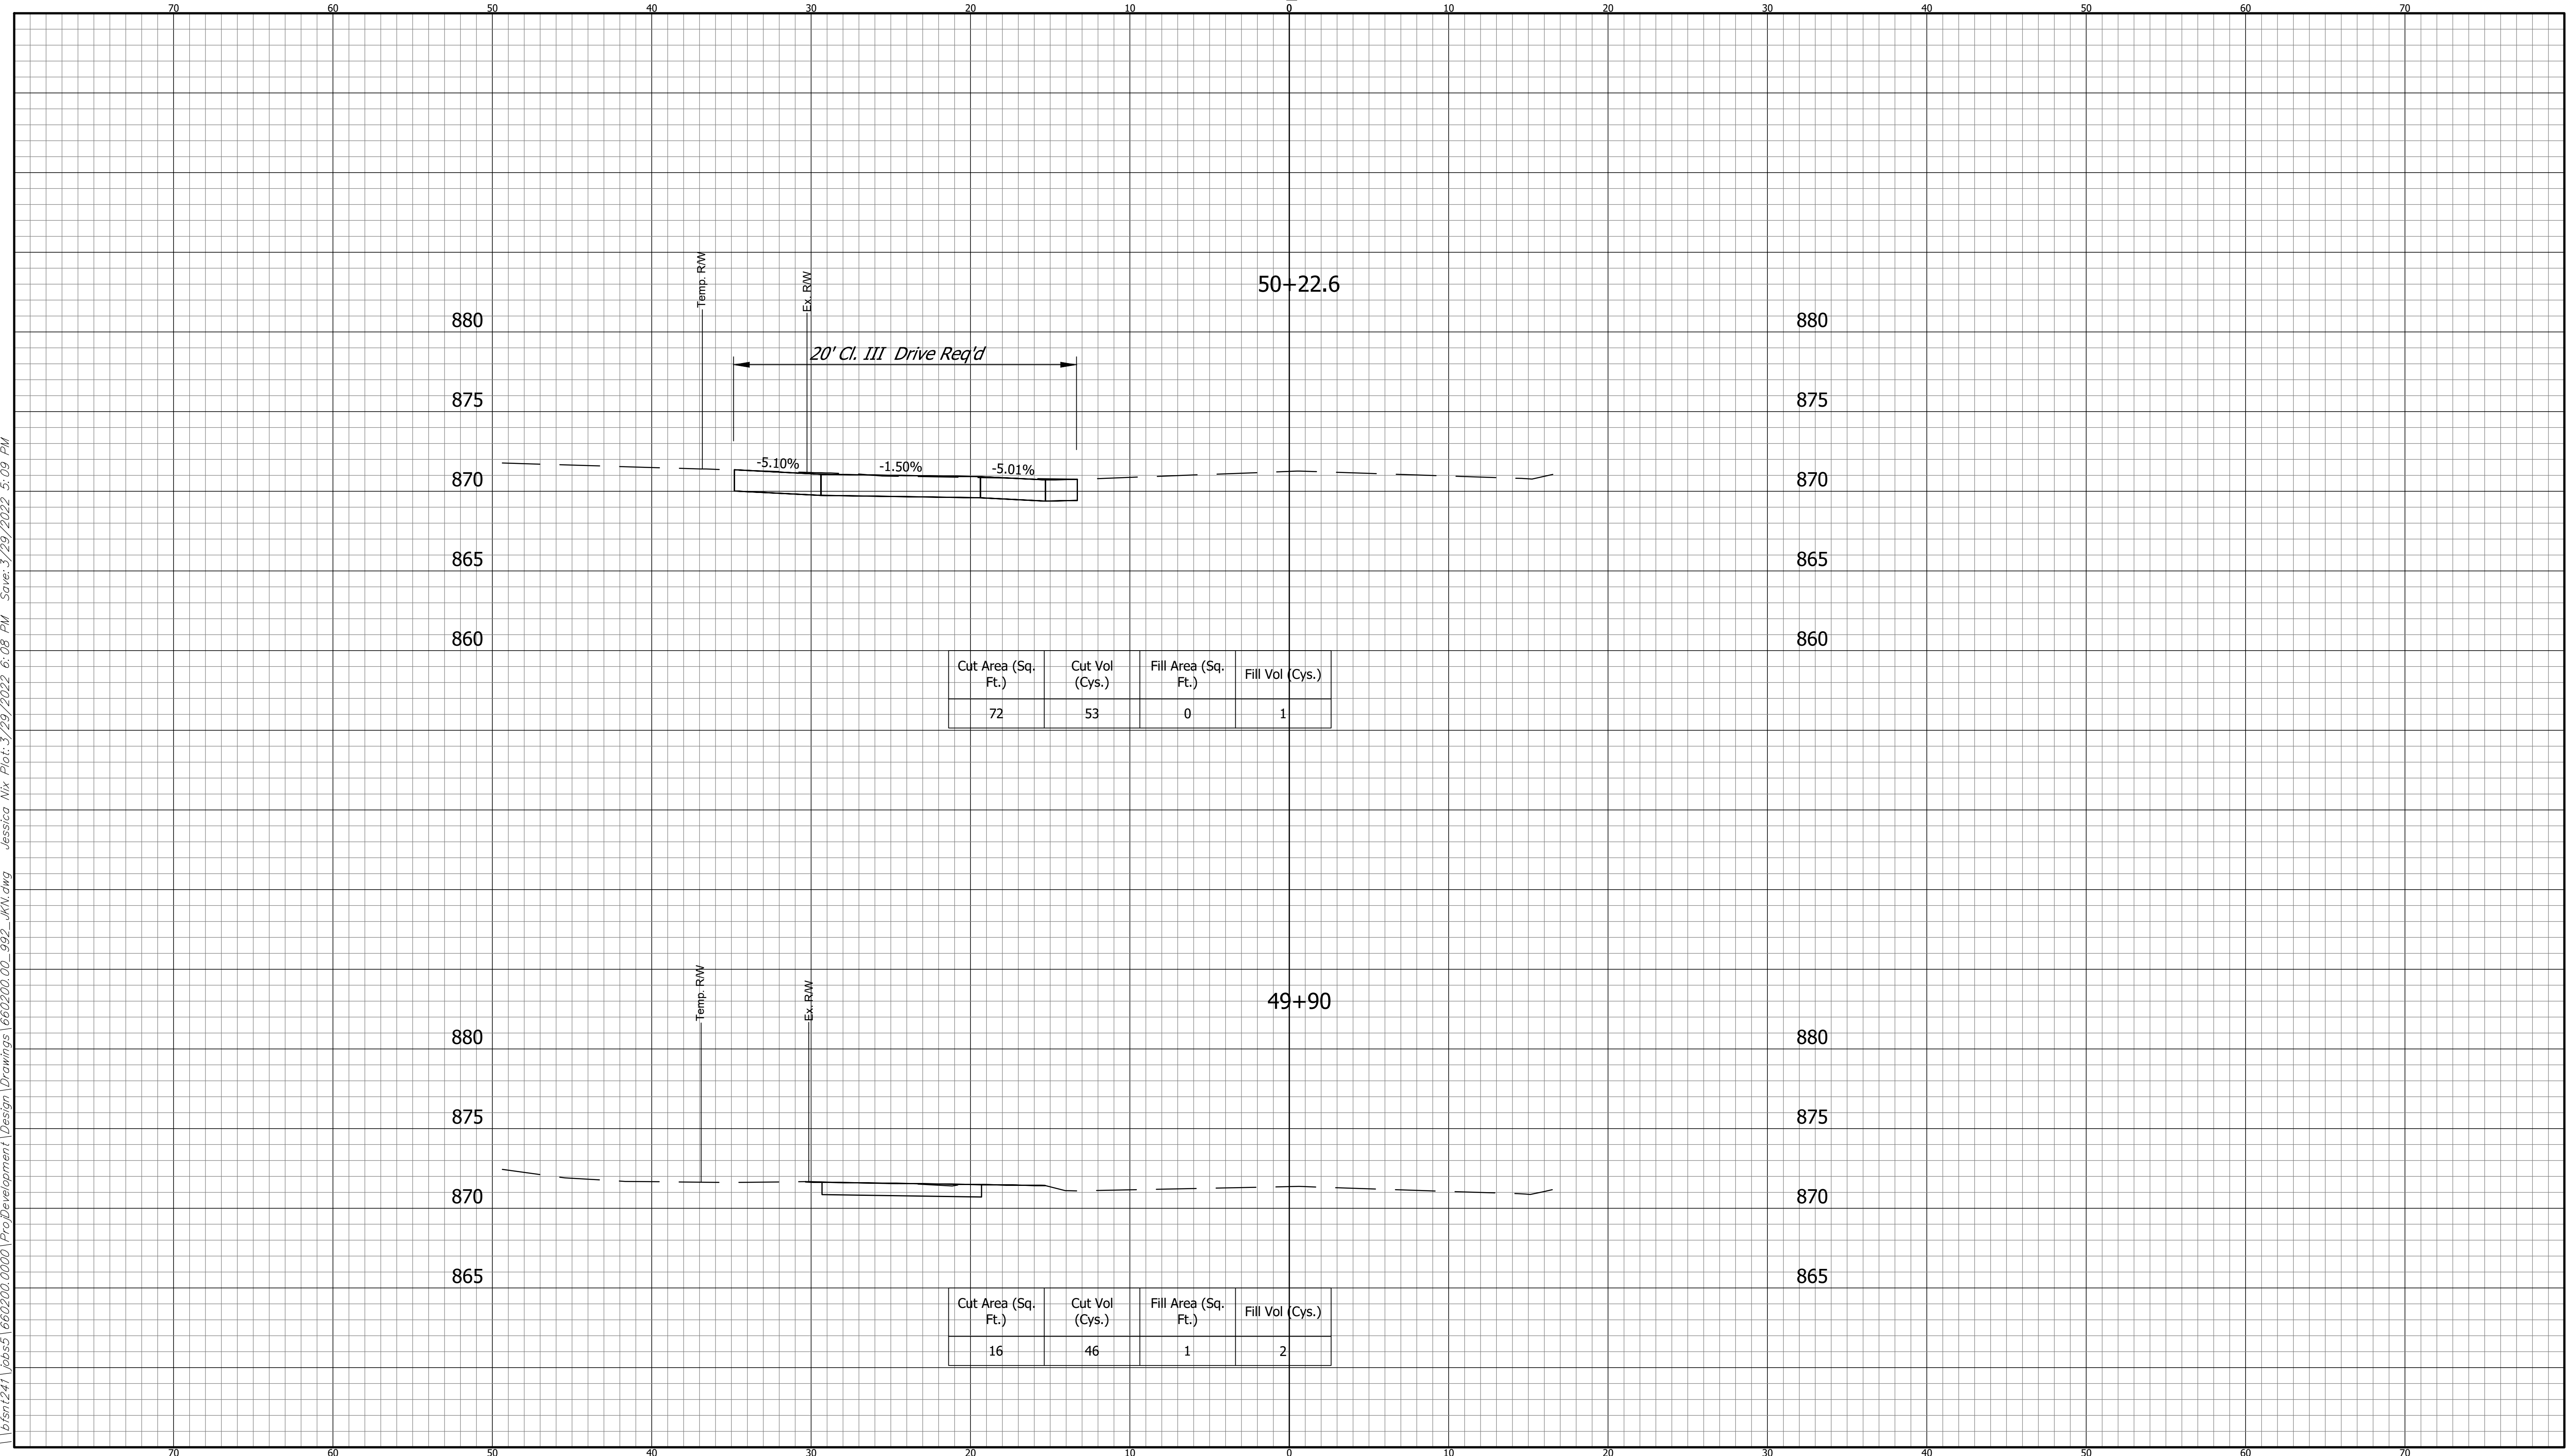 70 60 50 40 30 20 10 0 10 20 30 40 50 60 70
Temp. R/W
Ex. R/W
50+22.6
880 880
20' Cl. III Drive Req'd
875 875
-5.10% -1.50% -5.01%
870 870
865 865
860 860
Cut Area (Sq. Ft.) Cut Vol (Cys.) Fill Area (Sq. Ft.) Fill Vol (Cys.)
72 53 0 1
Temp. R/W
Ex. R/W
49+90
880 880
875 875
870 870
865 865
Cut Area (Sq. Ft.) Cut Vol (Cys.) Fill Area (Sq. Ft.) Fill Vol (Cys.)
16 46 1 2
70 60 50 40 30 20 10 0 10 20 30 40 50 60 70
\\bfsnt241\jobs5\660200.0000\ProjDevelopment\Design\Drawings\660200.00_992_JKN.dwg Jessica Nix Plot: 3/29/2022 6:08 PM Save: 3/29/2022 5:09 PM